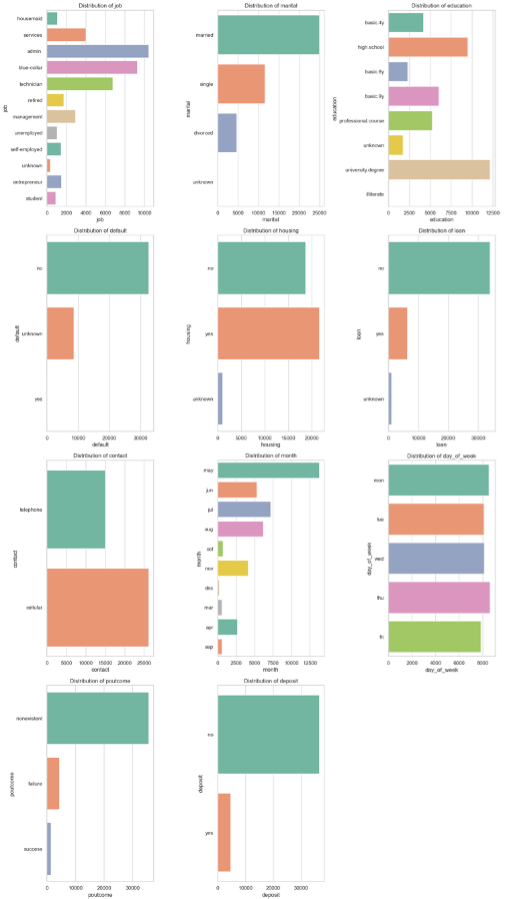 Distribution of job
housemaid
services
admin
blue-collar
technician
retired
management
unemployed
self-employed
unknown
entrepreneur
student
job
0 2000 4000 6000 8000 10000
job
Distribution of marital
married
single
divorced
unknown
marital
0 5000 10000 15000 20000 25000
marital
Distribution of education
basic.4y
high.school
basic.6y
basic.9y
professional.course
unknown
university.degree
illiterate
education
0 2500 5000 7500 10000 12500
education
Distribution of default
no
unknown
yes
default
0 10000 20000 30000
default
Distribution of housing
no
yes
unknown
housing
0 5000 10000 15000 20000
housing
Distribution of loan
no
yes
unknown
loan
0 10000 20000 30000
loan
Distribution of contact
telephone
cellular
contact
0 5000 10000 15000 20000 25000
contact
Distribution of month
may
jun
jul
aug
oct
nov
dec
mar
apr
sep
month
0 2500 5000 7500 10000 12500
month
Distribution of day_of_week
mon
tue
wed
thu
fri
day_of_week
0 2000 4000 6000 8000
day_of_week
Distribution of poutcome
nonexistent
failure
success
poutcome
0 10000 20000 30000
poutcome
Distribution of deposit
no
yes
deposit
0 10000 20000 30000
deposit